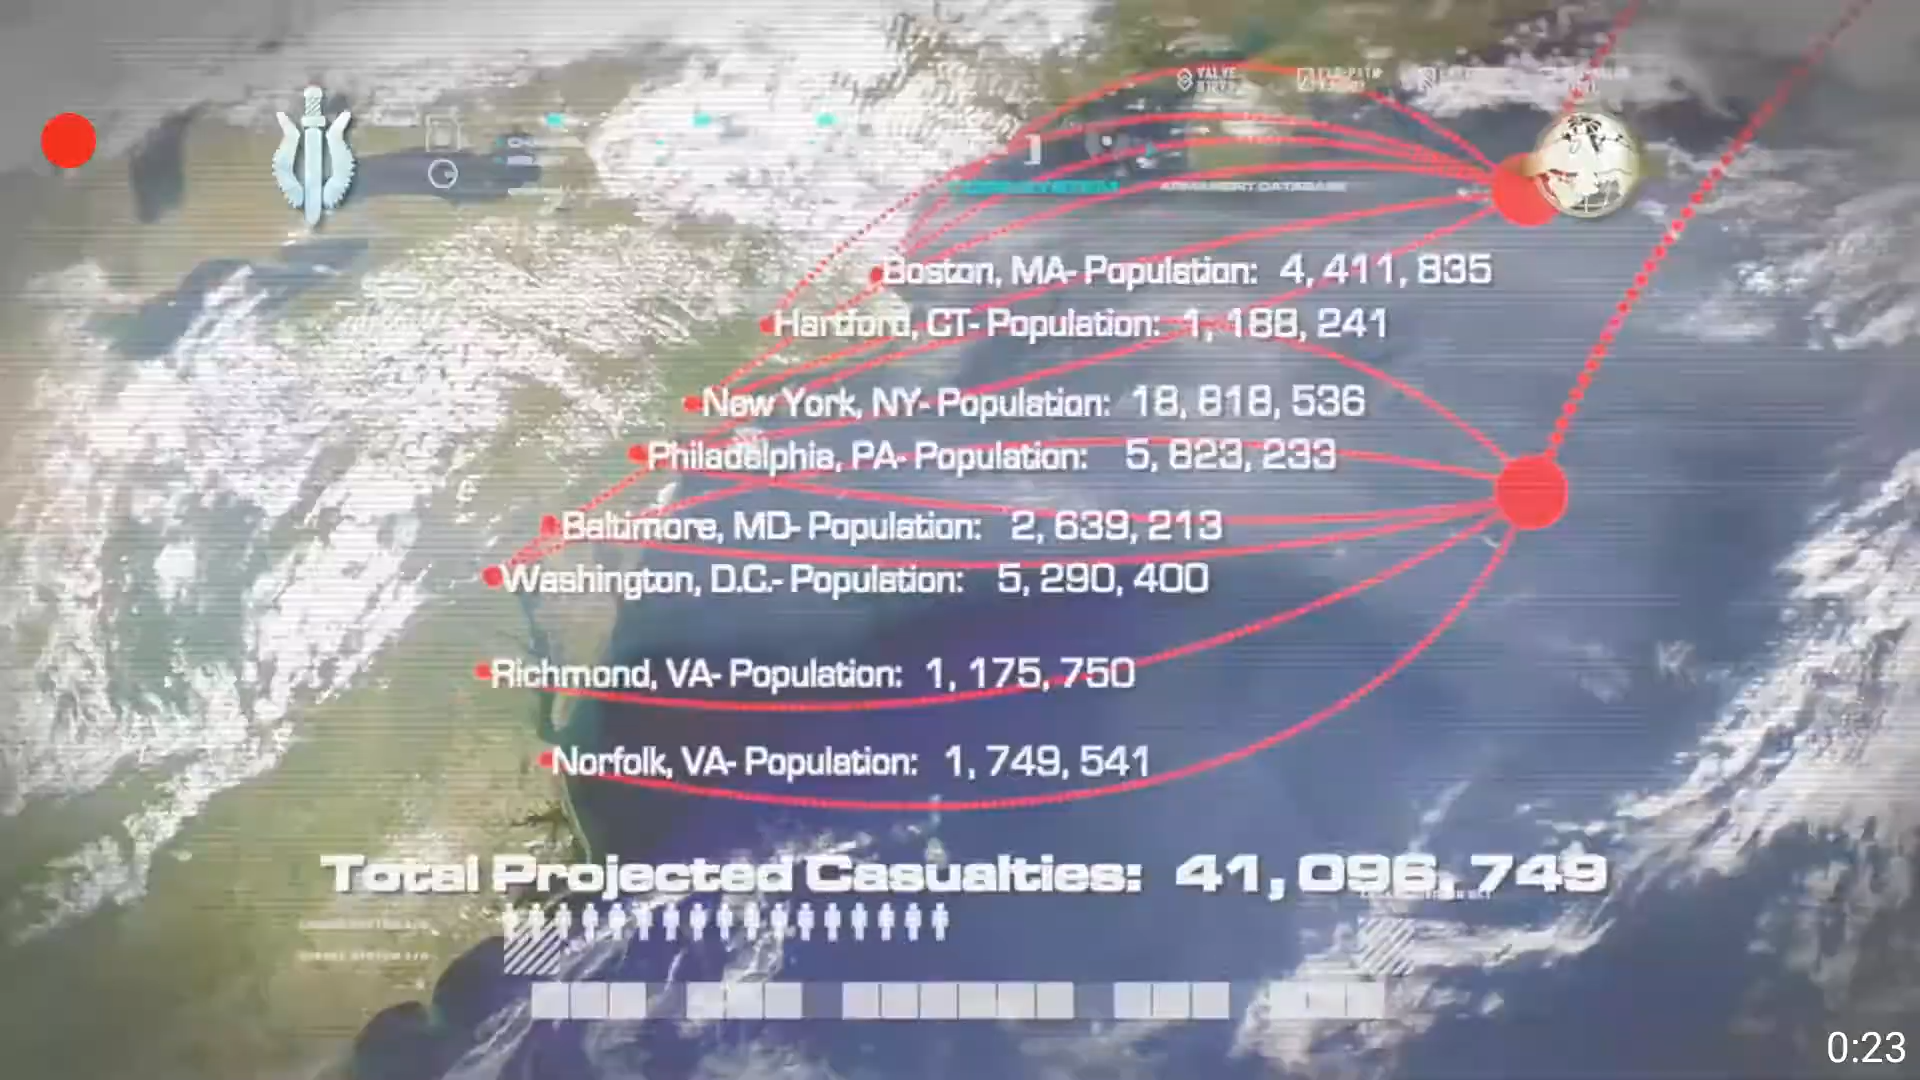 ARMAMENT DATABASE
Boston, MA- Population: 4, 411, 835
Hartford, CT- Population: 1, 188, 241
New York, NY- Population: 18, 818, 536
Philadelphia, PA- Population: 5, 823, 233
Baltimore, MD- Population: 2, 639, 213
Washington, D.C.- Population: 5, 290, 400
Richmond, VA- Population: 1, 175, 750
Norfolk, VA- Population: 1, 749, 541
Total Projected Casualties: 41, 096, 749
0:23